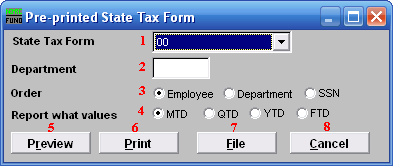 FUND Pre-printed State Tax Form
State Tax Form 1 00
Department 2
Order 3 Employee Department SSN
Report what values 4 MTD QTD YTD FTD
5 6 7 8
Preview Print File Cancel